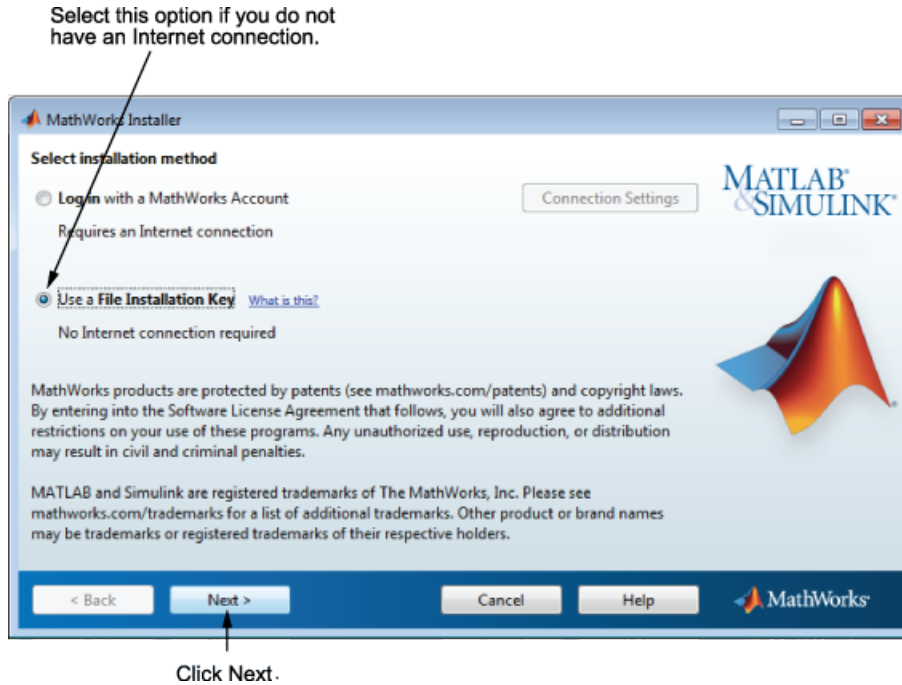 Select this option if you do not
have an Internet connection.
MathWorks Installer
Select installation method
Log in with a MathWorks Account
Connection Settings
Requires an Internet connection
Use a File Installation Key
What is this?
No Internet connection required
MATLAB®
&SIMULINK®
MathWorks products are protected by patents (see mathworks.com/patents) and copyright laws.
By entering into the Software License Agreement that follows, you will also agree to additional
restrictions on your use of these programs. Any unauthorized use, reproduction, or distribution
may result in civil and criminal penalties.
MATLAB and Simulink are registered trademarks of The MathWorks, Inc. Please see
mathworks.com/trademarks for a list of additional trademarks. Other product or brand names
may be trademarks or registered trademarks of their respective holders.
< Back
Next >
Cancel
Help
MathWorks®
Click Next.